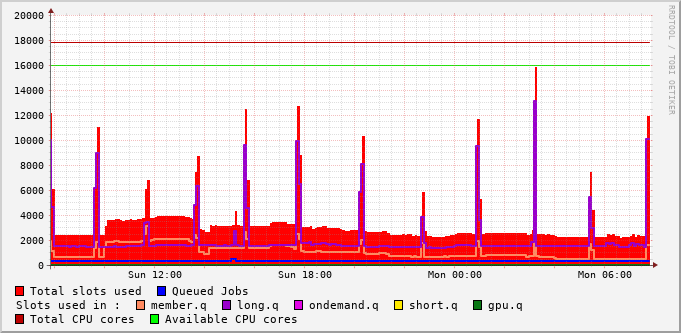 20000
18000
16000
14000
12000
10000
8000
6000
4000
2000
0
Sun 12:00 Sun 18:00 Mon 00:00 Mon 06:00
RRDTOOL / TOBI OETIKER
Total slots used Queued Jobs
Slots used in : member.q long.q ondemand.q short.q gpu.q
Total CPU cores Available CPU cores